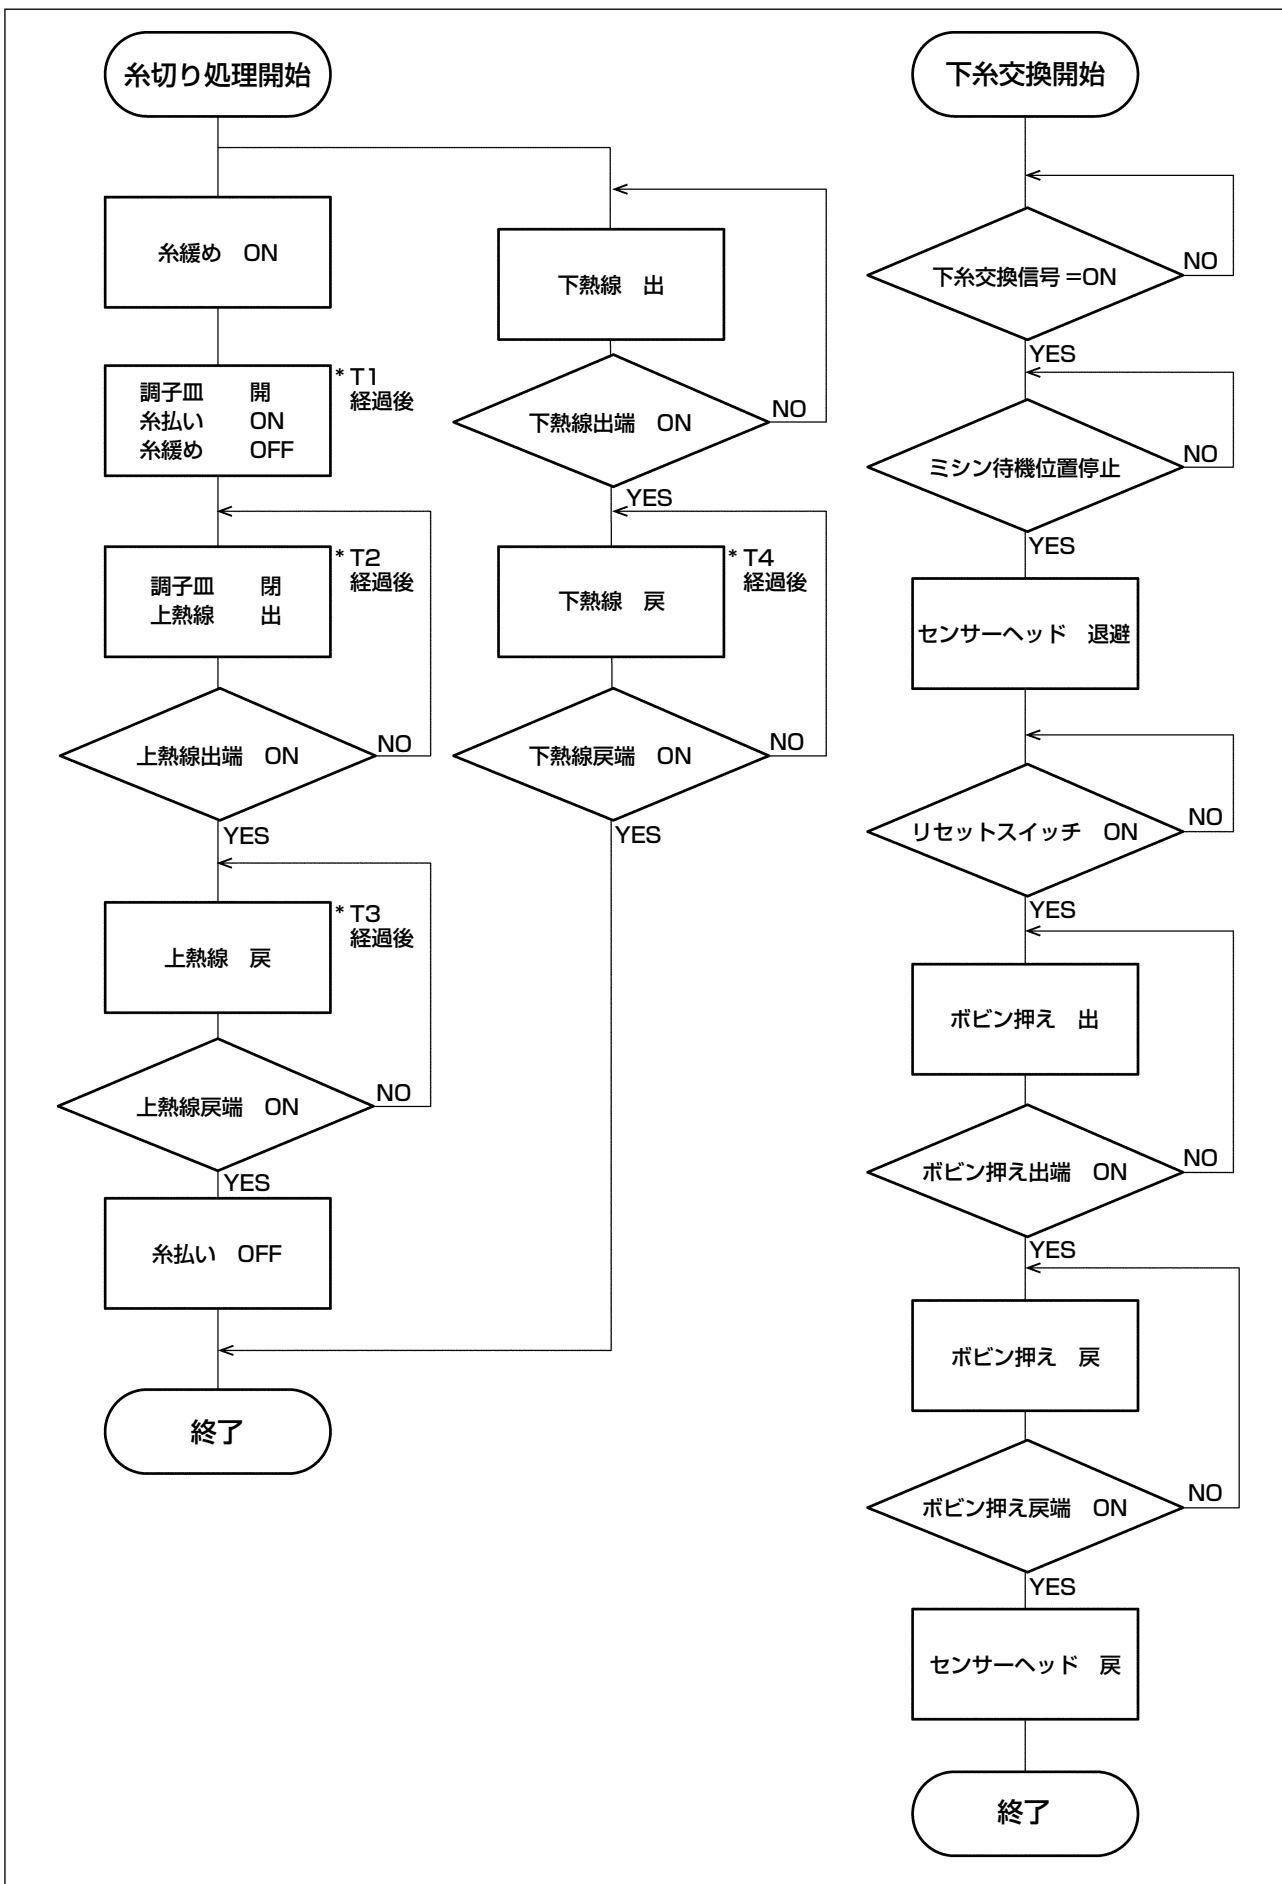 糸切り処理開始
糸緩め　ON
調子皿　開
糸払い　ON
糸緩め　OFF
* T1
経過後
調子皿　閉
上熱線　出
* T2
経過後
上熱線出端　ON
NO
YES
上熱線　戻
* T3
経過後
上熱線戻端　ON
NO
YES
糸払い　OFF
終了
下熱線　出
下熱線出端　ON
NO
YES
下熱線　戻
* T4
経過後
下熱線戻端　ON
NO
YES
下糸交換開始
下糸交換信号=ON
NO
YES
ミシン待機位置停止
NO
YES
センサーヘッド　退避
リセットスイッチ　ON
NO
YES
ボビン押え　出
ボビン押え出端　ON
NO
YES
ボビン押え　戻
ボビン押え戻端　ON
NO
YES
センサーヘッド　戻
終了